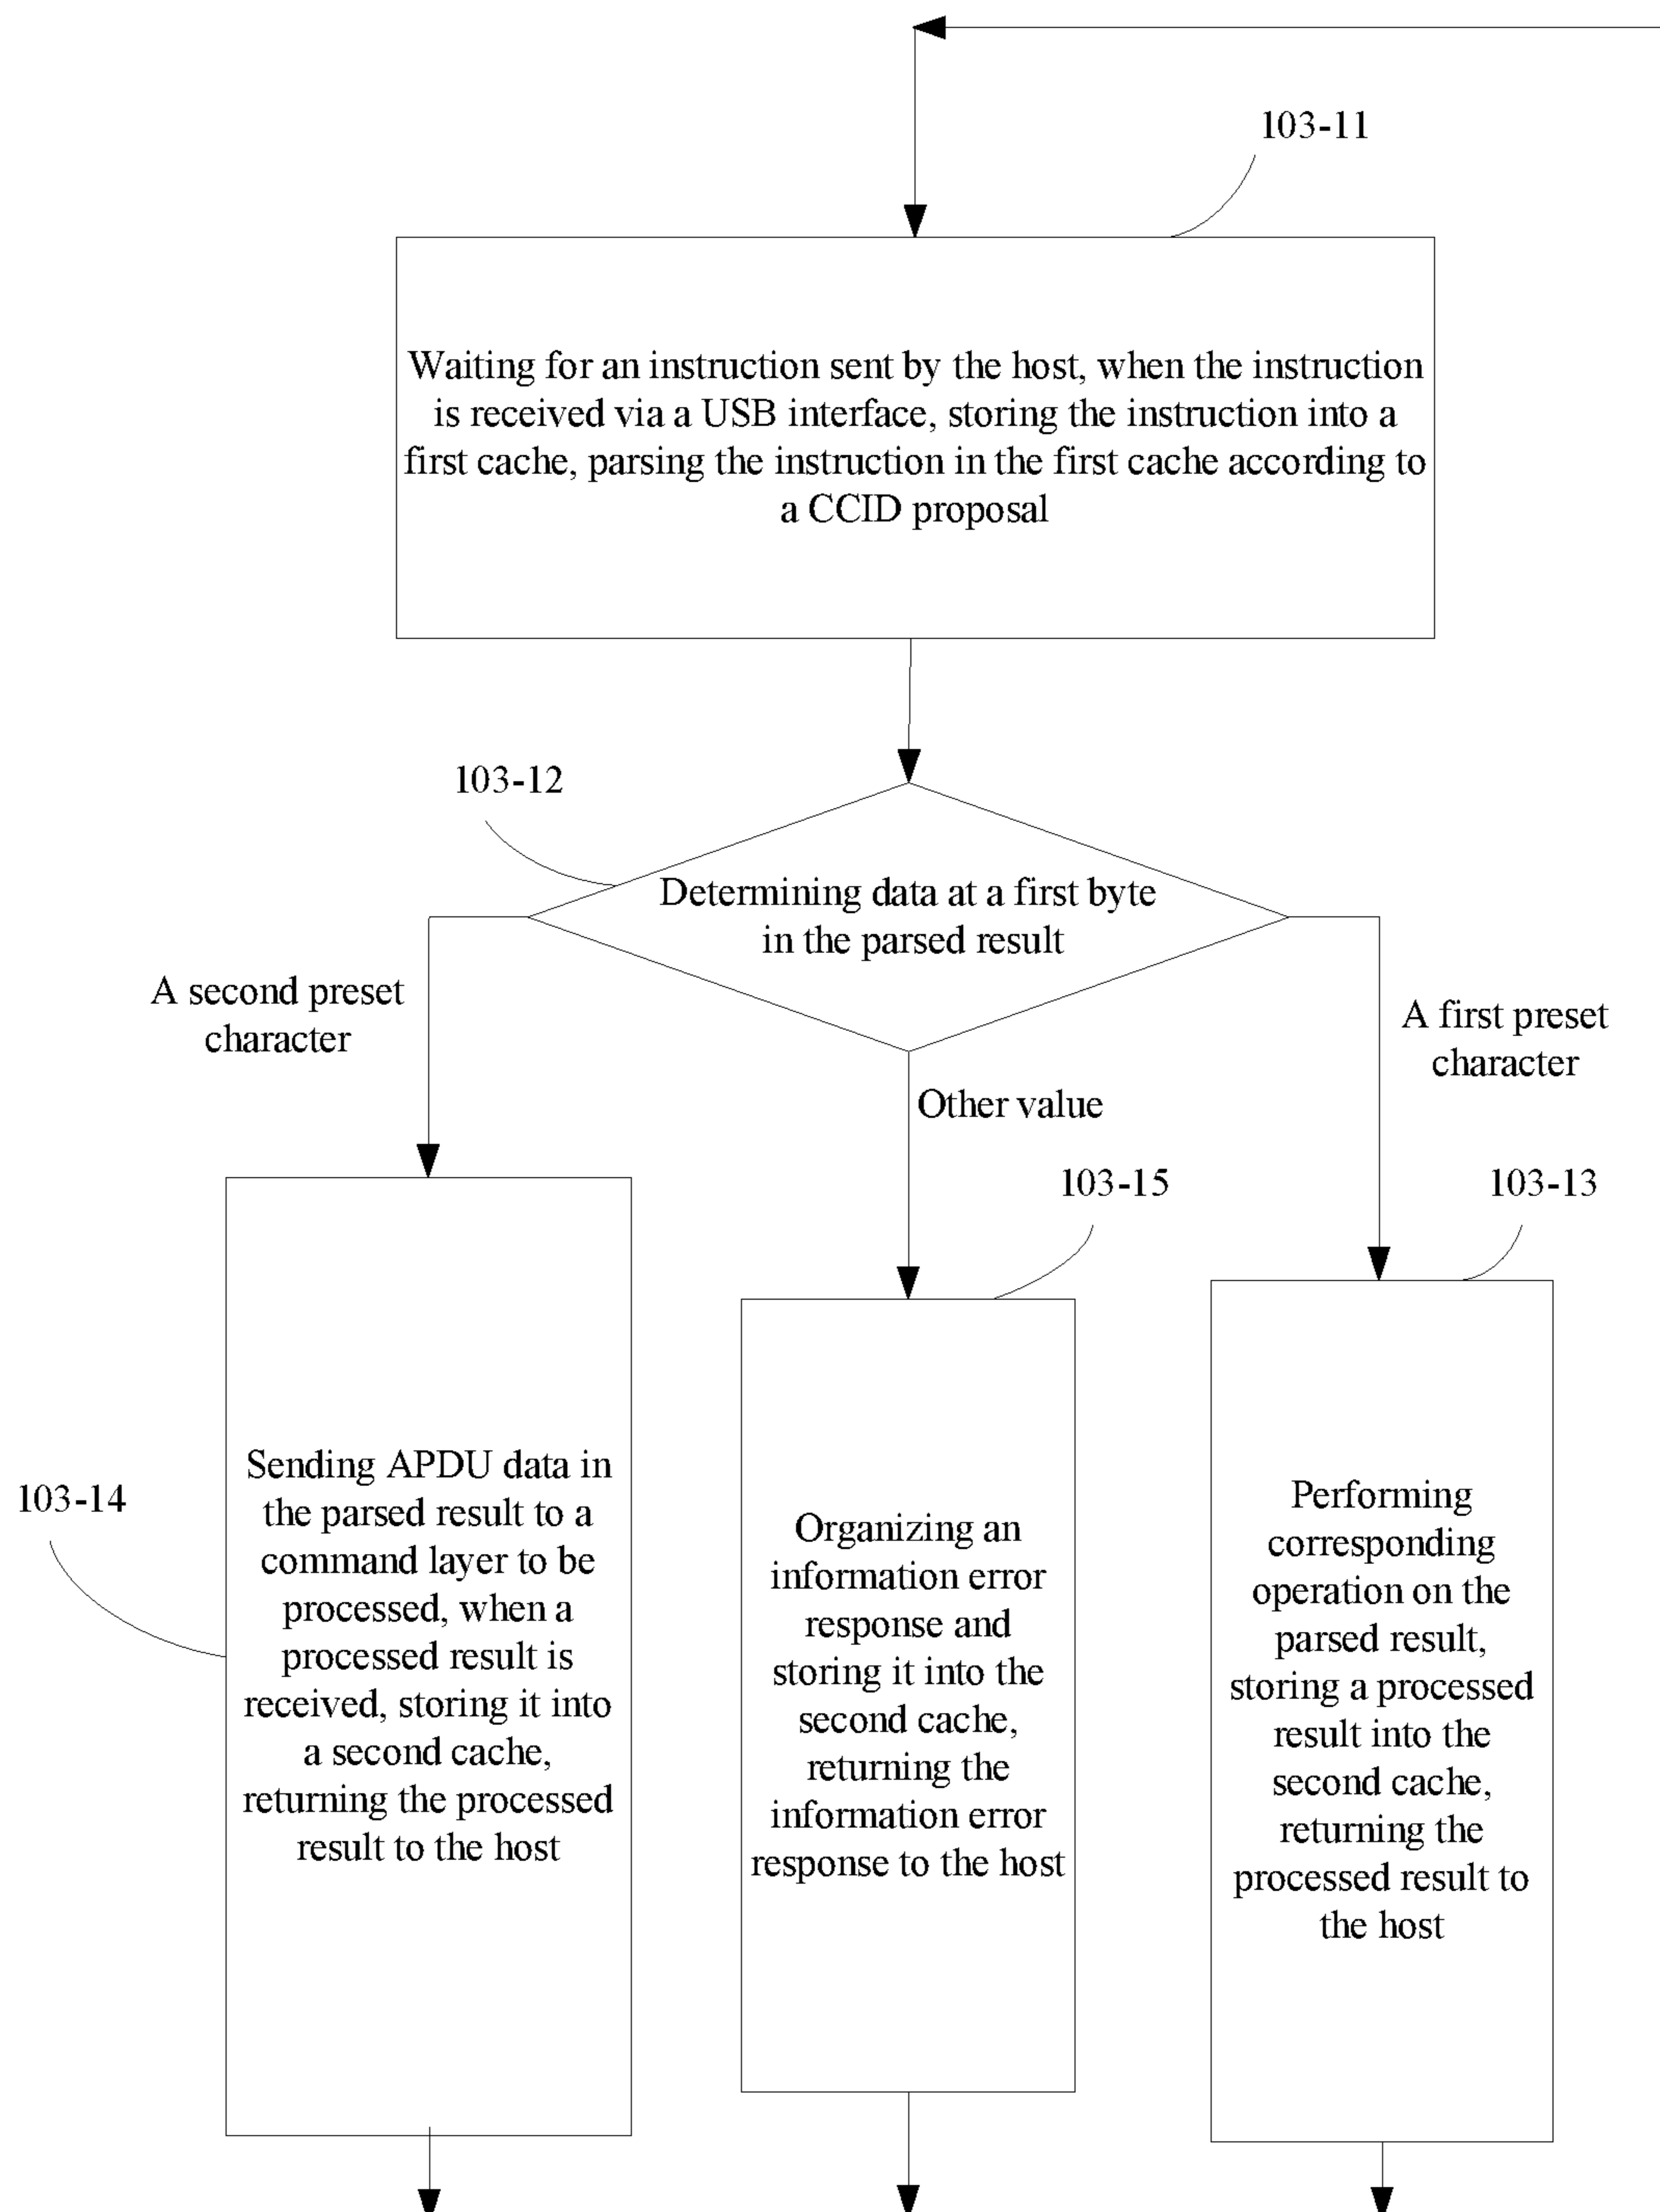 103-11
Waiting for an instruction sent by the host, when the instruction
is received via a USB interface, storing the instruction into a
first cache, parsing the instruction in the first cache according to
a CCID proposal
103-12
Determining data at a first byte
in the parsed result
A second preset
character
A first preset
character
Other value
103-15
103-13
103-14
Sending APDU data in
the parsed result to a
command layer to be
processed, when a
processed result is
received, storing it into
a second cache,
returning the processed
result to the host
Organizing an
information error
response and
storing it into the
second cache,
returning the
information error
response to the host
Performing
corresponding
operation on the
parsed result,
storing a processed
result into the
second cache,
returning the
processed result to
the host